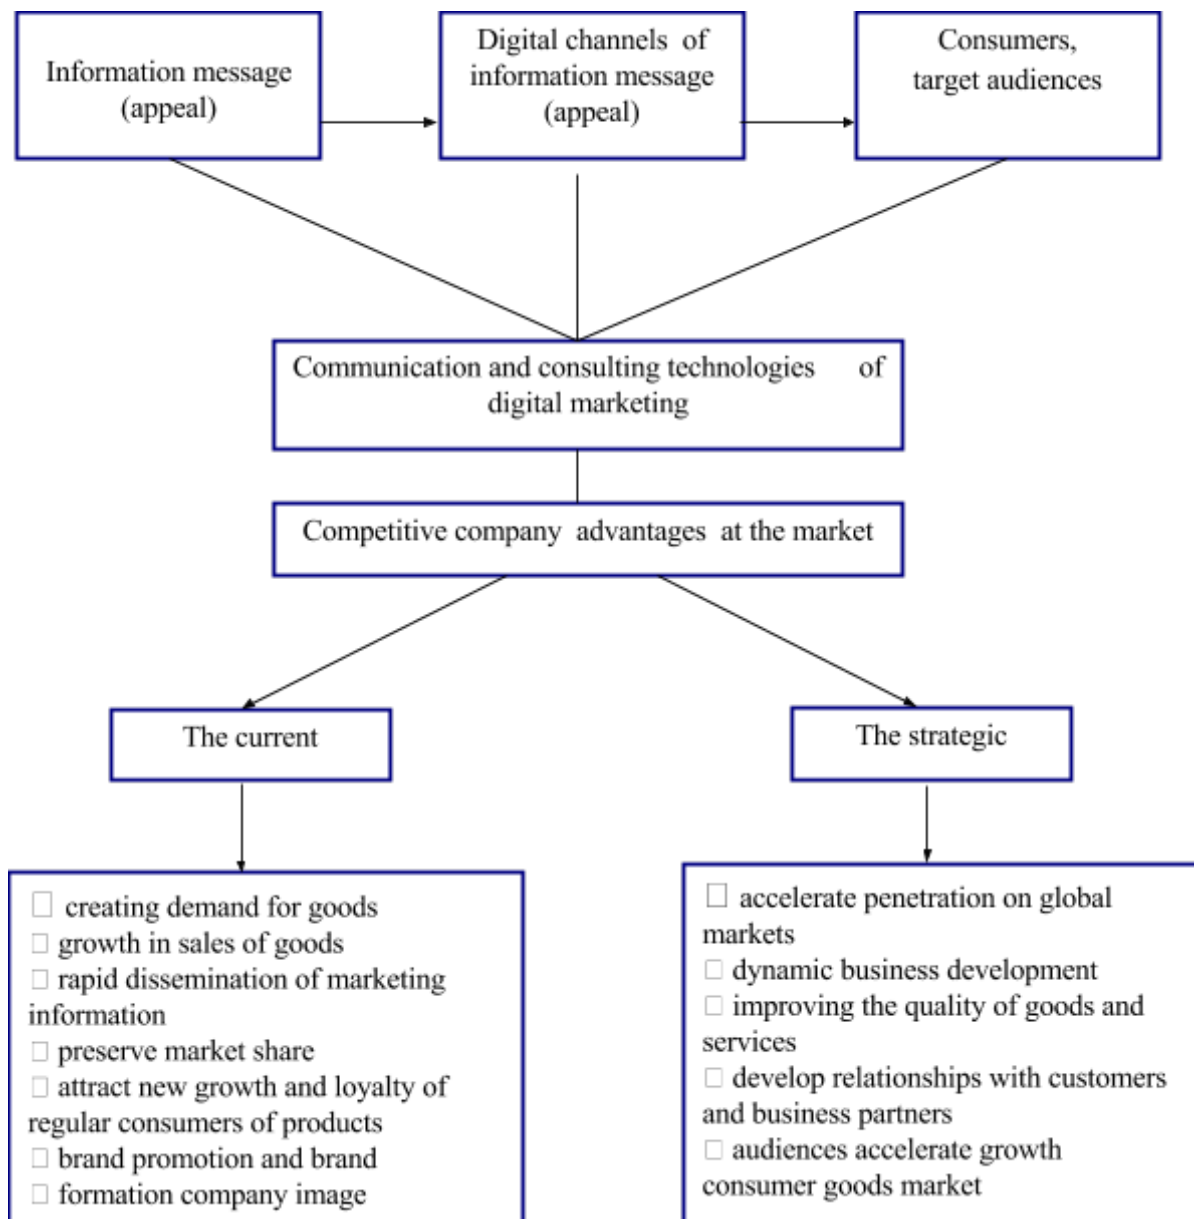 Information message
(appeal)
Digital channels of
information message
(appeal)
Consumers,
target audiences
Communication and consulting technologies of
digital marketing
Competitive company advantages at the market
The current
The strategic
□ creating demand for goods
□ growth in sales of goods
□ rapid dissemination of marketing
information
□ preserve market share
□ attract new growth and loyalty of
regular consumers of products
□ brand promotion and brand
□ formation company image
□ accelerate penetration on global
markets
□ dynamic business development
□ improving the quality of goods and
services
□ develop relationships with customers
and business partners
□ audiences accelerate growth
consumer goods market